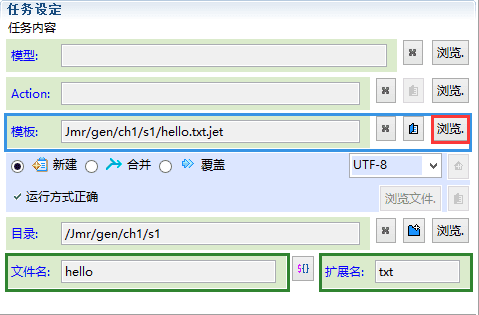 任务设定
任务内容
模型: 浏览.
Action: 浏览.
模板: Jmr/gen/ch1/s1/hello.txt.jet 浏览.
新建 合并 覆盖 UTF-8
运行方式正确 浏览文件.
目录: /Jmr/gen/ch1/s1 浏览.
文件名: hello ${} 扩展名: txt